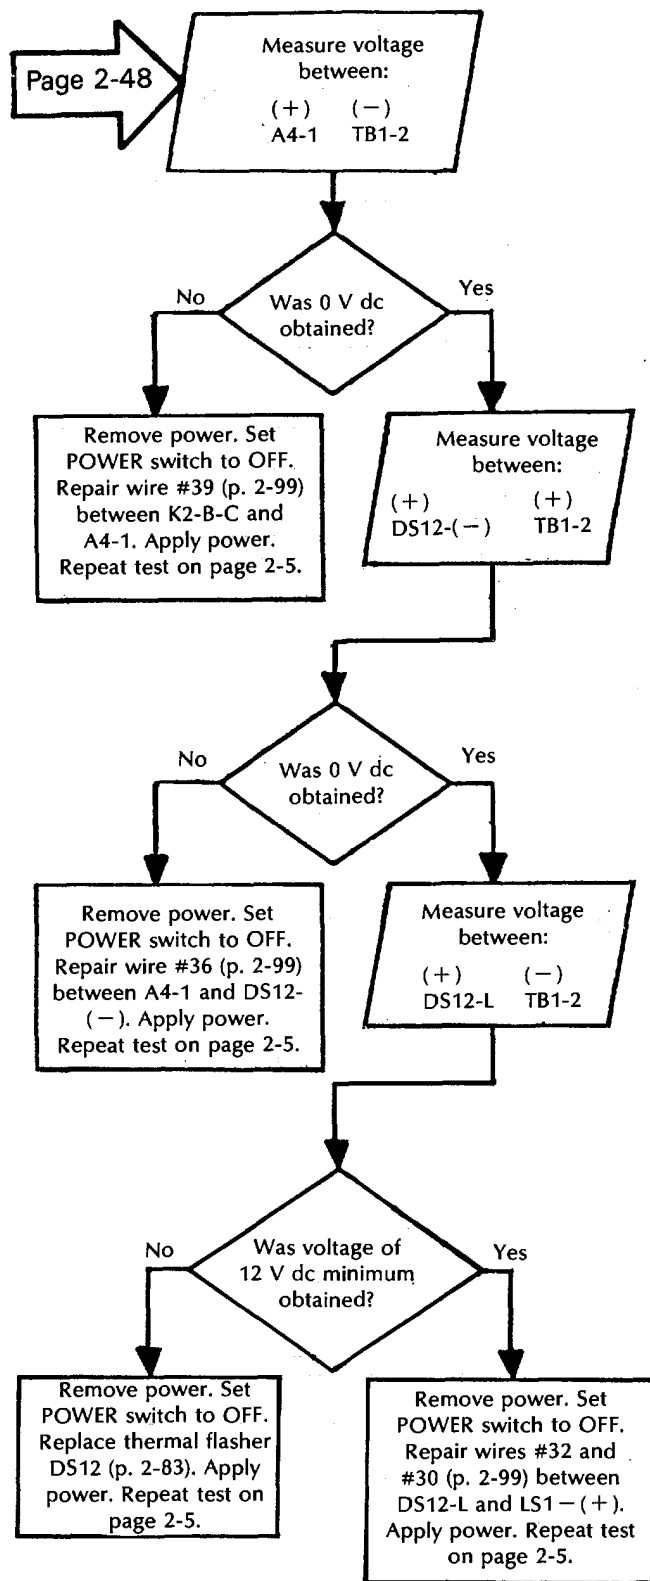 Page 2-48
Measure voltage
between:
(+) (−)
A4-1 TB1-2
No
Was 0 V dc
obtained?
Yes
Remove power. Set
POWER switch to OFF.
Repair wire #39 (p. 2-99)
between K2-B-C and
A4-1. Apply power.
Repeat test on page 2-5.
Measure voltage
between:
(+) (+)
DS12-(−) TB1-2
No
Was 0 V dc
obtained?
Yes
Remove power. Set
POWER switch to OFF.
Repair wire #36 (p. 2-99)
between A4-1 and DS12-
(−). Apply power.
Repeat test on page 2-5.
Measure voltage
between:
(+) (−)
DS12-L TB1-2
No
Was voltage of
12 V dc minimum
obtained?
Yes
Remove power. Set
POWER switch to OFF.
Replace thermal flasher
DS12 (p. 2-83). Apply
power. Repeat test on
page 2-5.
Remove power. Set
POWER switch to OFF.
Repair wires #32 and
#30 (p. 2-99) between
DS12-L and LS1−(+).
Apply power. Repeat test
on page 2-5.